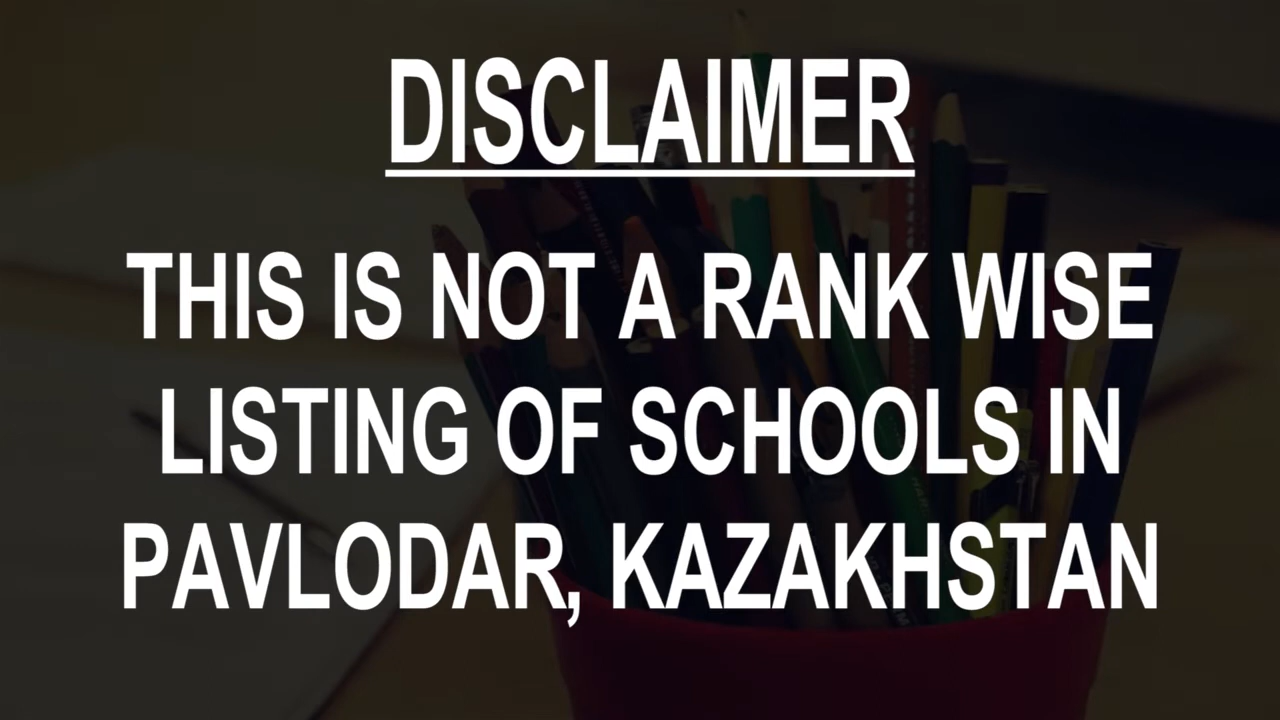 DISCLAIMER
THIS IS NOT A RANK WISE
LISTING OF SCHOOLS IN
PAVLODAR, KAZAKHSTAN